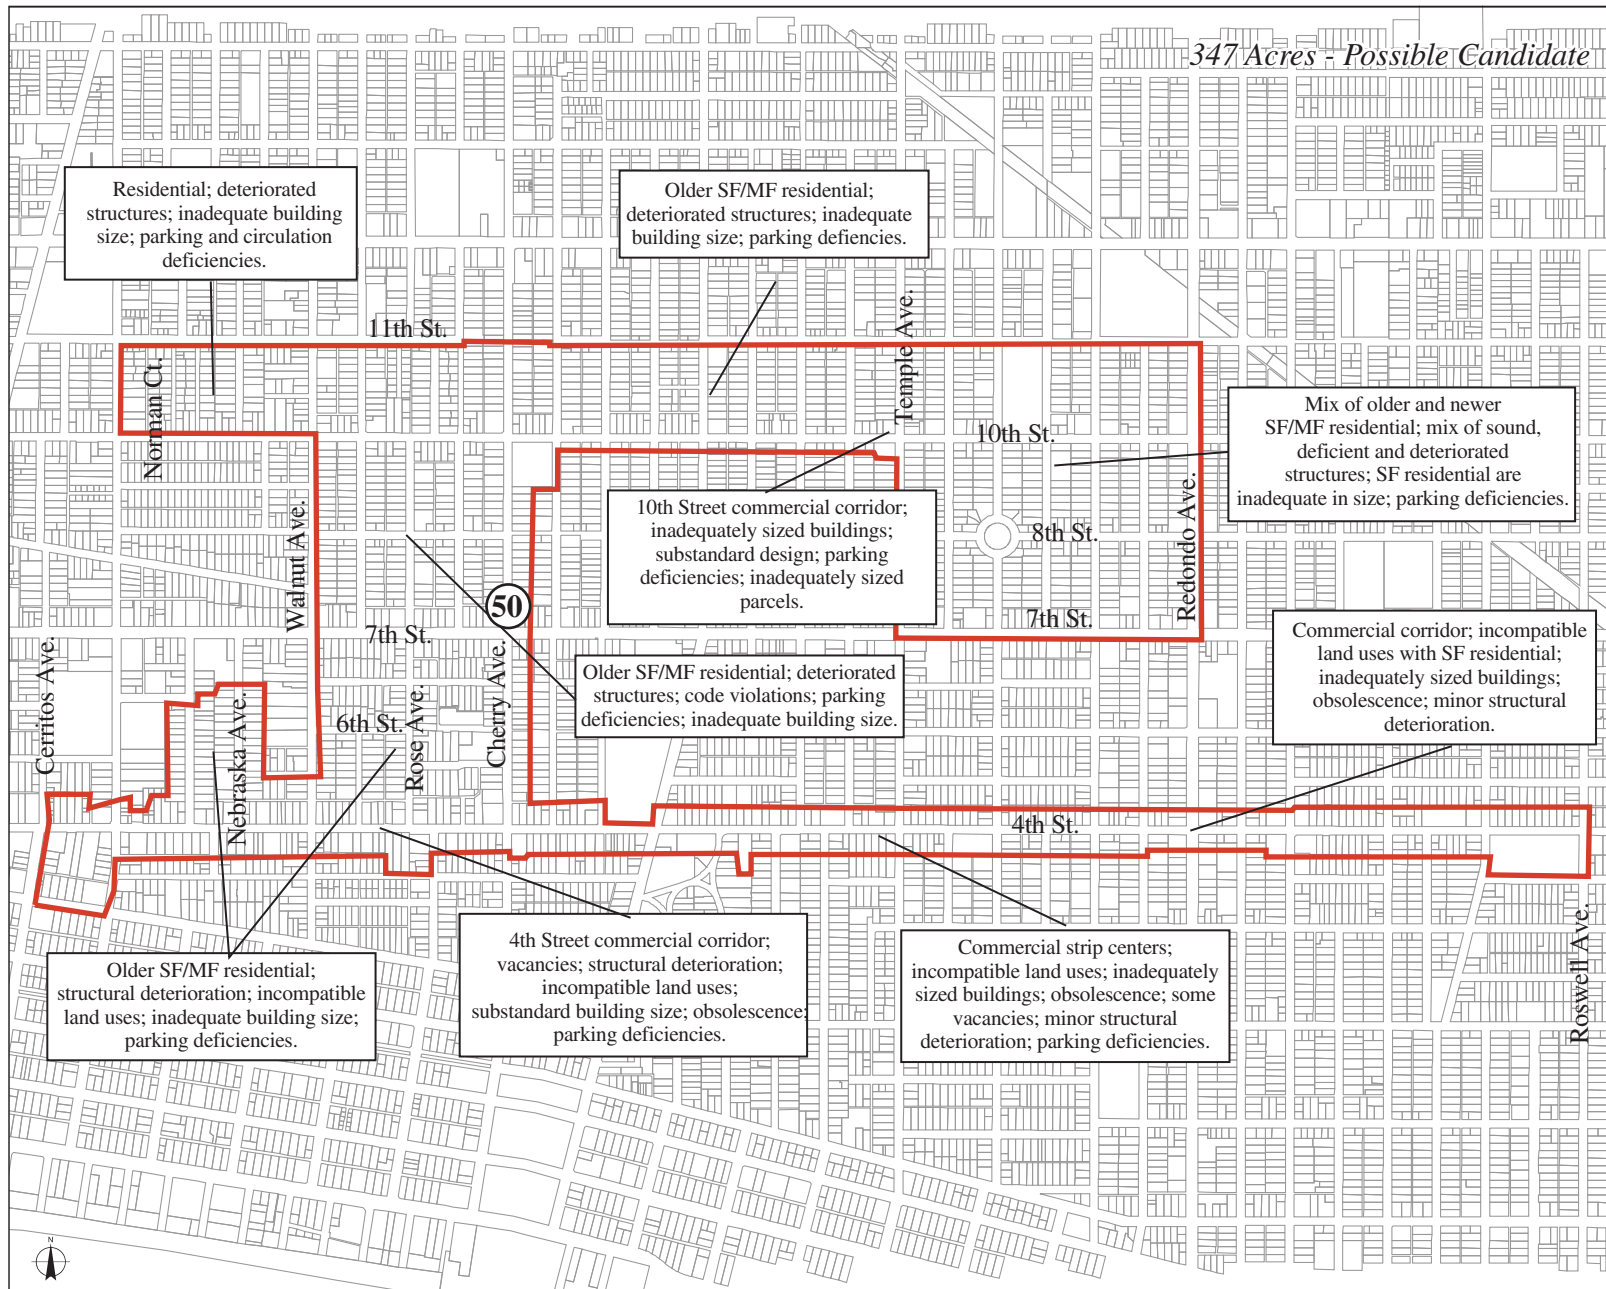 347 Acres - Possible Candidate
Residential; deteriorated
structures; inadequate building
size; parking and circulation
deficiencies.
Older SF/MF residential;
deteriorated structures; inadequate
building size; parking defiencies.
11th St.
Norman Ct.
Temple Ave.
10th St.
Mix of older and newer
SF/MF residential; mix of sound,
deficient and deteriorated
structures; SF residential are
inadequate in size; parking deficiencies.
10th Street commercial corridor;
inadequately sized buildings;
substandard design; parking
deficiencies; inadequately sized
parcels.
8th St.
Redondo Ave.
Walnut Ave.
50
7th St.
7th St.
Commercial corridor; incompatible
land uses with SF residential;
inadequately sized buildings;
obsolescence; minor structural
deterioration.
Older SF/MF residential; deteriorated
structures; code violations; parking
deficiencies; inadequate building size.
Cerritos Ave.
Nebraska Ave.
6th St.
Rose Ave.
Cherry Ave.
4th St.
Older SF/MF residential;
structural deterioration; incompatible
land uses; inadequate building size;
parking deficiencies.
4th Street commercial corridor;
vacancies; structural deterioration;
incompatible land uses;
substandard building size; obsolescence;
parking deficiencies.
Commercial strip centers;
incompatible land uses; inadequately
sized buildings; obsolescence; some
vacancies; minor structural
deterioration; parking deficiencies.
Roswell Ave.
N